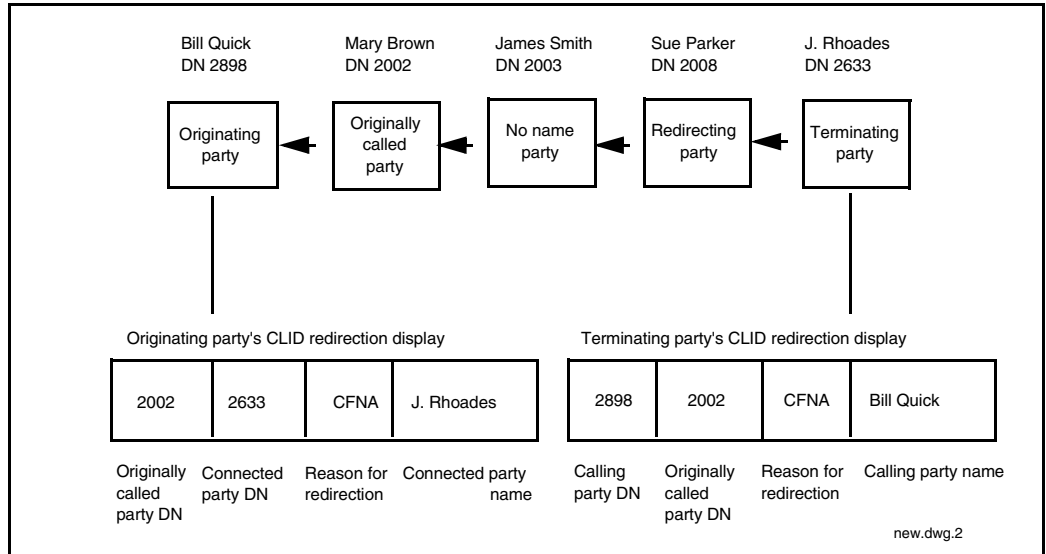 Bill Quick
DN 2898
Mary Brown
DN 2002
James Smith
DN 2003
Sue Parker
DN 2008
J. Rhoades
DN 2633
Originating
party
Originally
called
party
No name
party
Redirecting
party
Terminating
party
Originating party's CLID redirection display
2002
2633
CFNA
J. Rhoades
Originally
called
party DN
Connected
party DN
Reason for
redirection
Connected party
name
Terminating party's CLID redirection display
2898
2002
CFNA
Bill Quick
Calling
party DN
Originally
called
party DN
Reason for
redirection
Calling party name
new.dwg.2